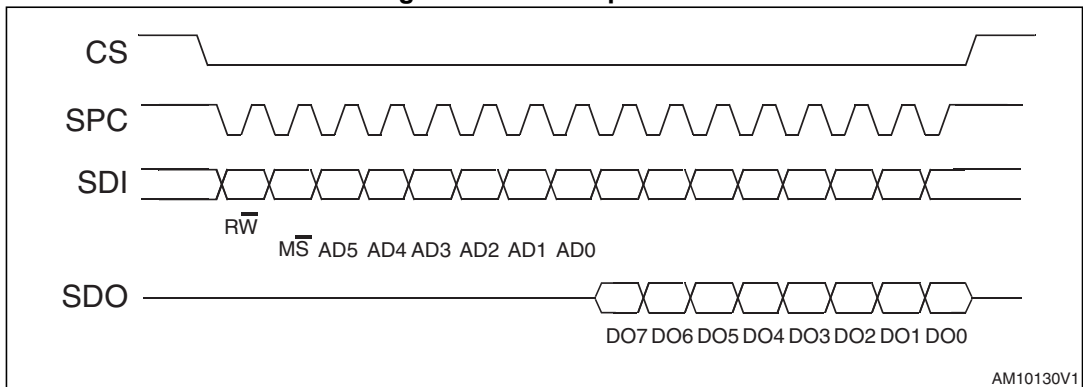 CS
SPC
SDI
RW
MS AD5 AD4 AD3 AD2 AD1 AD0
SDO
DO7 DO6 DO5 DO4 DO3 DO2 DO1 DO0
AM10130V1